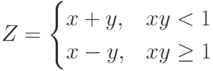 Z = { x + y, xy < 1
x − y, xy ≥ 1